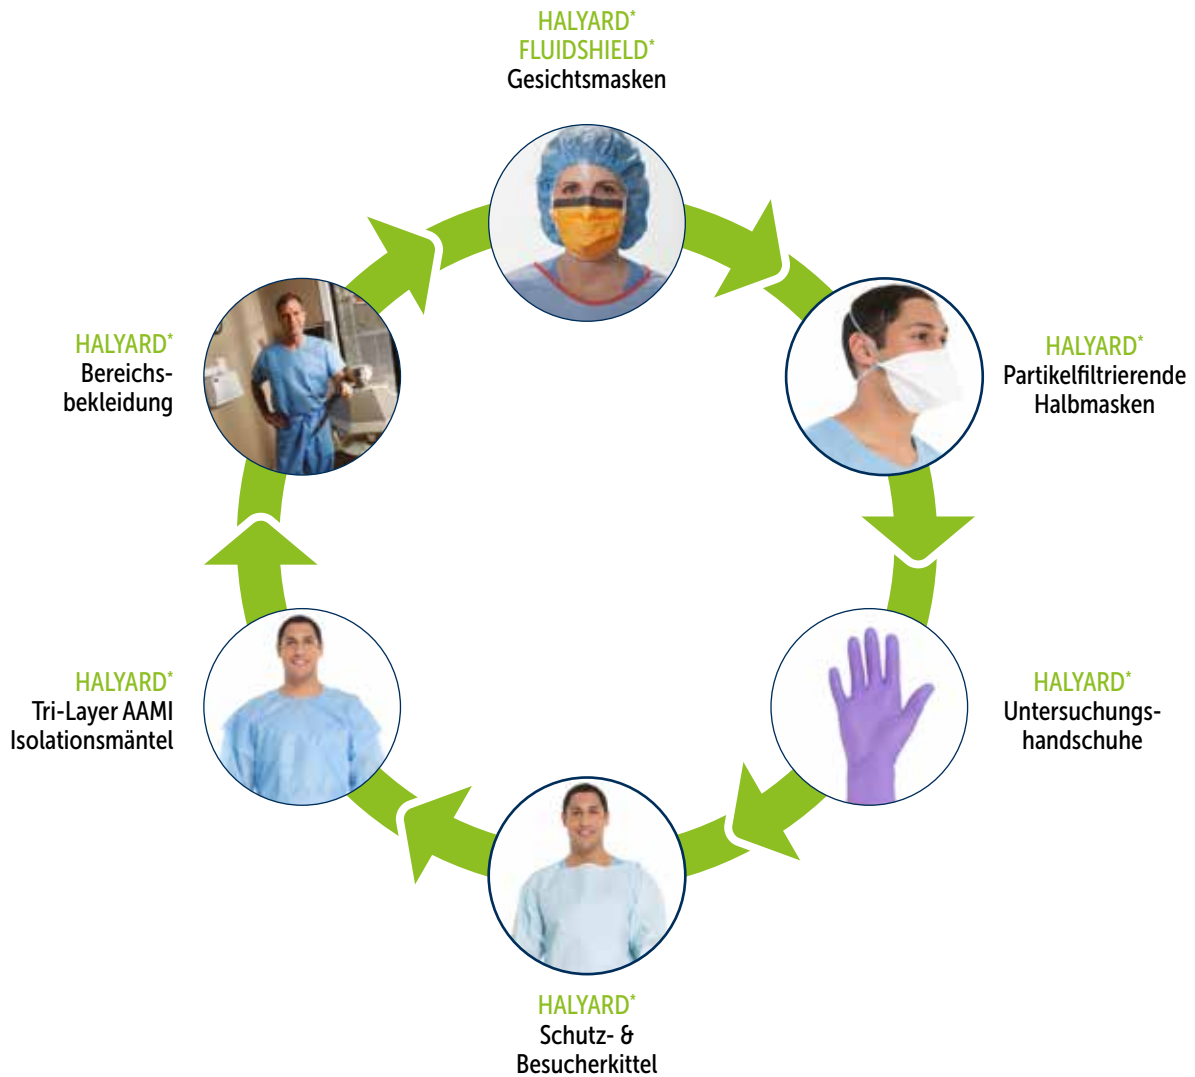 HALYARD*
FLUIDSHIELD*
Gesichtsmasken
HALYARD*
Partikelfiltrierende
Halbmasken
HALYARD*
Untersuchungs-
handschuhe
HALYARD*
Schutz- &
Besucherkittel
HALYARD*
Tri-Layer AAMI
Isolationsmäntel
HALYARD*
Bereichs-
bekleidung